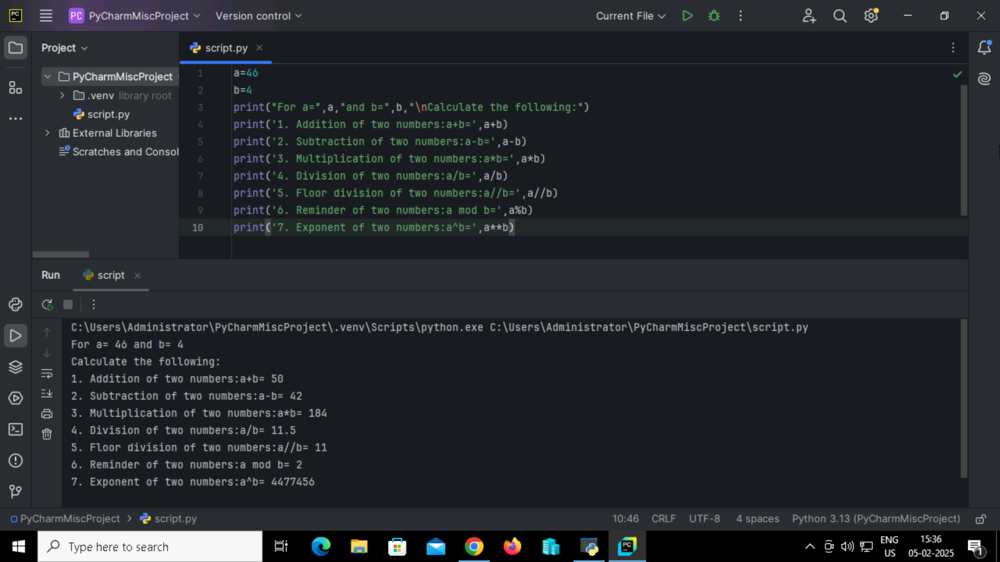 PC PyCharmMiscProject Version control Current File
Project script.py
PyCharmMiscProject
.venv library root
script.py
External Libraries
Scratches and Consol
1 a=46
2 b=4
3 print("For a=",a,"and b=",b,"\nCalculate the following:")
4 print('1. Addition of two numbers:a+b=',a+b)
5 print('2. Subtraction of two numbers:a-b=',a-b)
6 print('3. Multiplication of two numbers:a*b=',a*b)
7 print('4. Division of two numbers:a/b=',a/b)
8 print('5. Floor division of two numbers:a//b=',a//b)
9 print('6. Reminder of two numbers:a mod b=',a%b)
10 print('7. Exponent of two numbers:a^b=',a**b)
Run script
C:\Users\Administrator\PyCharmMiscProject\.venv\Scripts\python.exe C:\Users\Administrator\PyCharmMiscProject\script.py
For a= 46 and b= 4
Calculate the following:
1. Addition of two numbers:a+b= 50
2. Subtraction of two numbers:a-b= 42
3. Multiplication of two numbers:a*b= 184
4. Division of two numbers:a/b= 11.5
5. Floor division of two numbers:a//b= 11
6. Reminder of two numbers:a mod b= 2
7. Exponent of two numbers:a^b= 4477456
PyCharmMiscProject > script.py 10:46 CRLF UTF-8 4 spaces Python 3.13 (PyCharmMiscProject)
Type here to search
ENG
US
15:36
05-02-2025
1